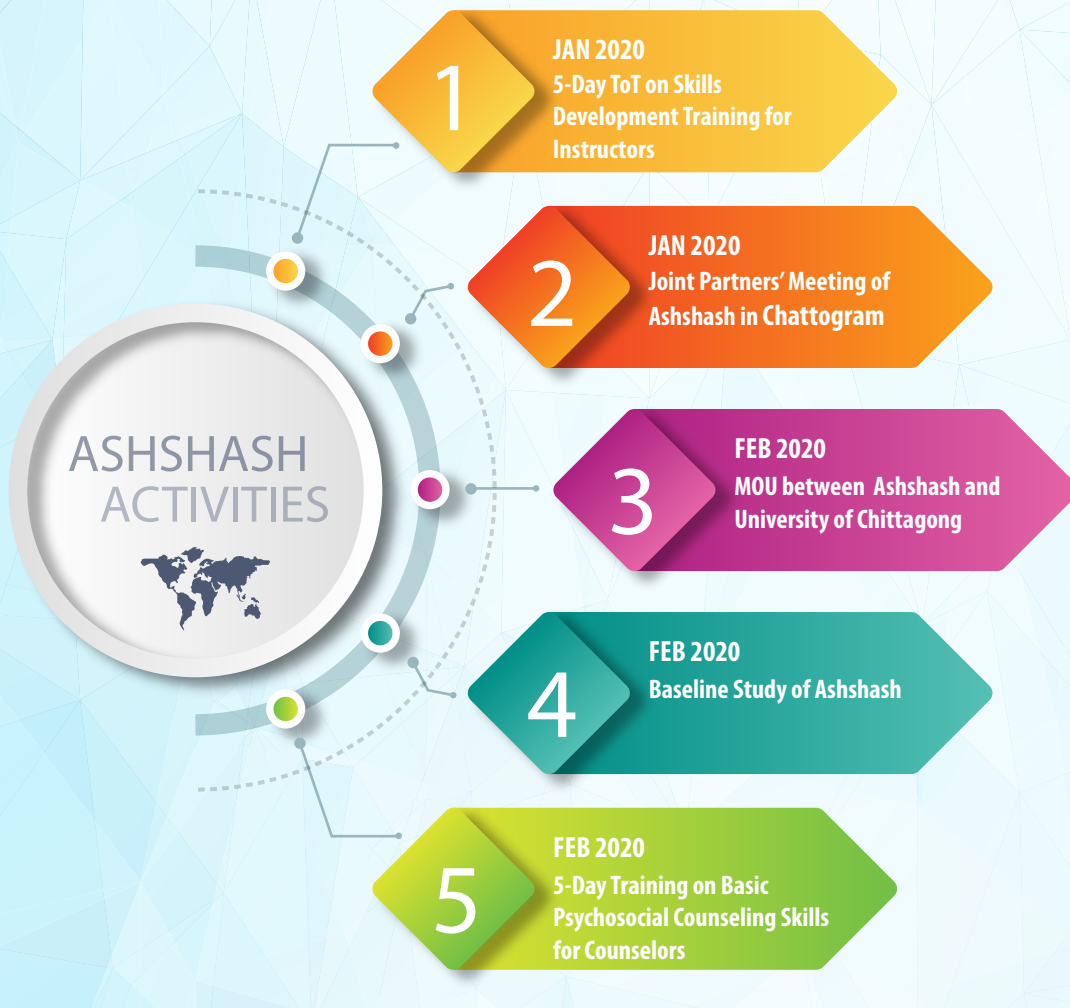 ASHSHASH
ACTIVITIES
1
JAN 2020
5-Day ToT on Skills
Development Training for
Instructors
2
JAN 2020
Joint Partners' Meeting of
Ashshash in Chattogram
3
FEB 2020
MOU between Ashshash and
University of Chittagong
4
FEB 2020
Baseline Study of Ashshash
5
FEB 2020
5-Day Training on Basic
Psychosocial Counseling Skills
for Counselors